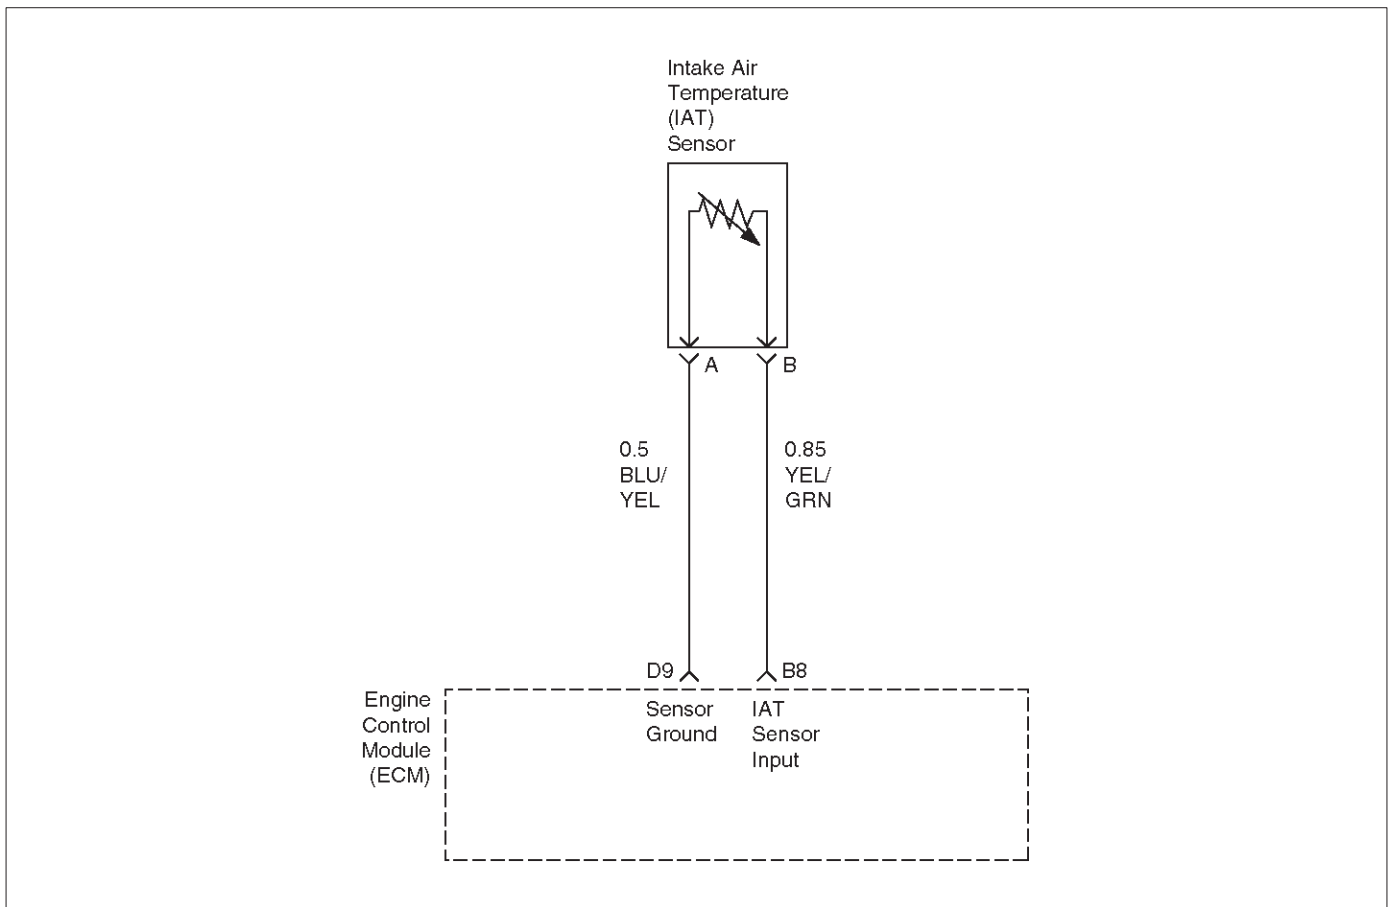 Intake Air
Temperature
(IAT)
Sensor
A
B
0.5
BLU/
YEL
0.85
YEL/
GRN
D9
B8
Engine
Control
Module
(ECM)
Sensor
Ground
IAT
Sensor
Input